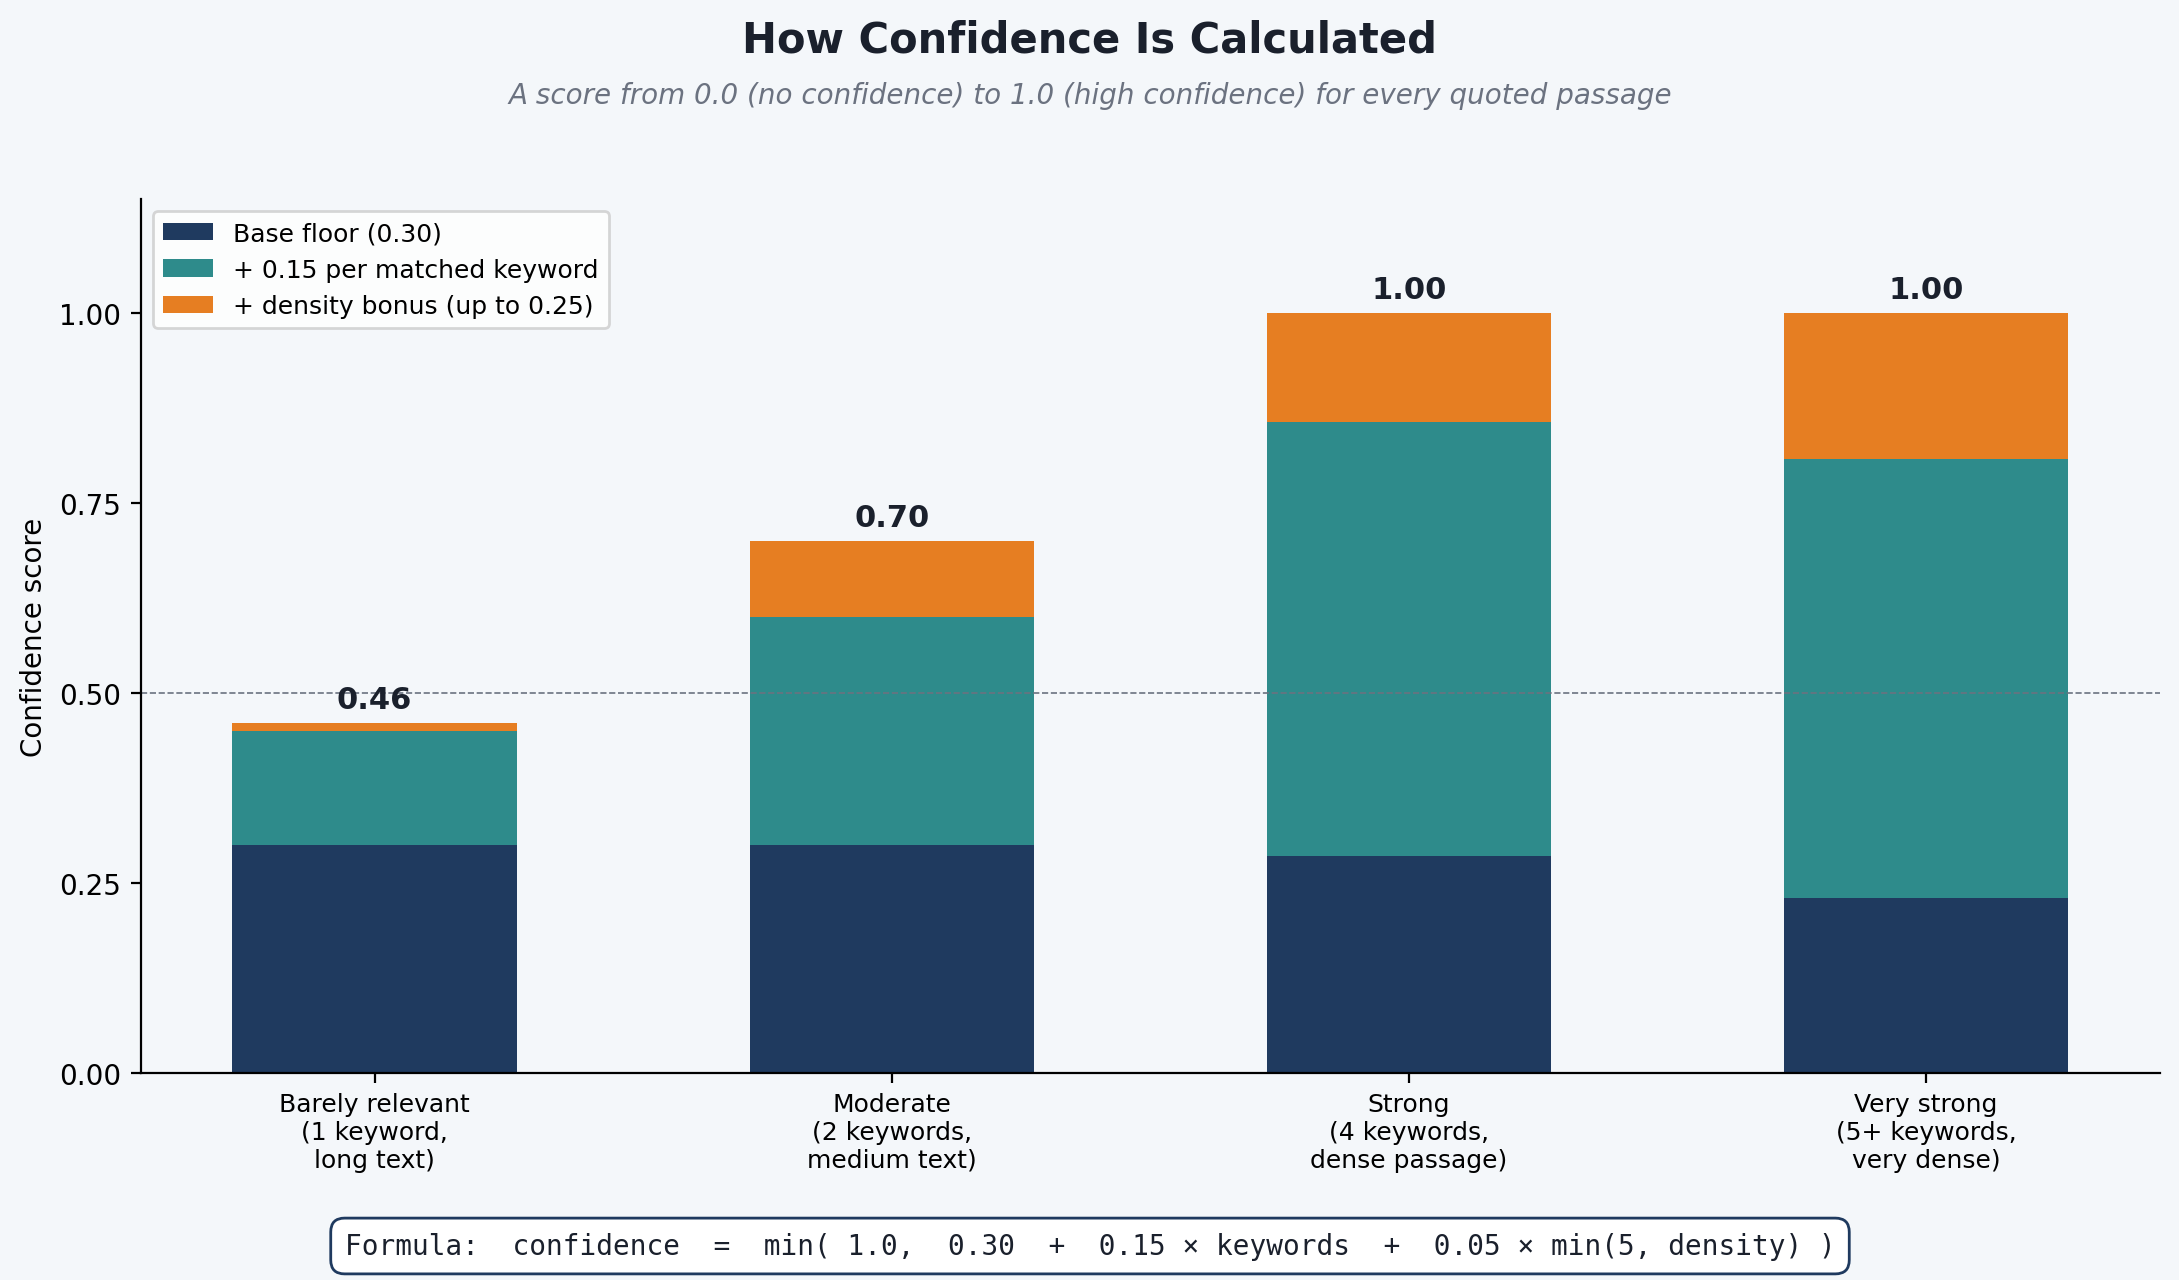 How Confidence Is Calculated
A score from 0.0 (no confidence) to 1.0 (high confidence) for every quoted passage
Base floor (0.30)
+ 0.15 per matched keyword
+ density bonus (up to 0.25)
Confidence score
1.00
0.75
0.50
0.25
0.00
0.46
0.70
1.00
1.00
Barely relevant
(1 keyword,
long text)
Moderate
(2 keywords,
medium text)
Strong
(4 keywords,
dense passage)
Very strong
(5+ keywords,
very dense)
Formula:  confidence  =  min( 1.0,  0.30  +  0.15 × keywords  +  0.05 × min(5, density) )